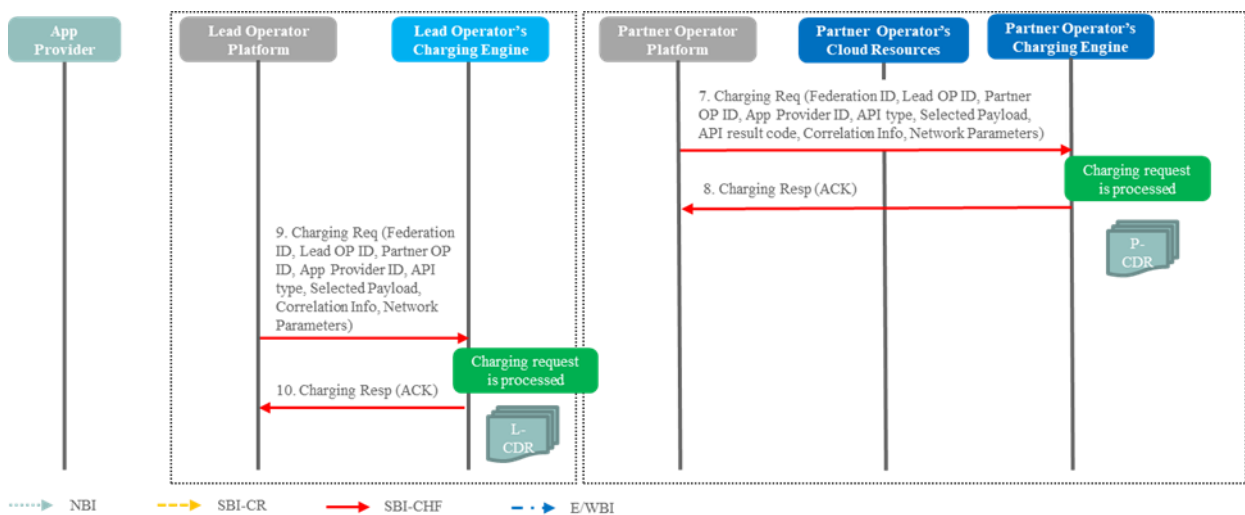 App
Provider
Lead Operator
Platform
Lead Operator's
Charging Engine
Partner Operator
Platform
Partner Operator's
Cloud Resources
Partner Operator's
Charging Engine
7. Charging Req (Federation ID, Lead OP ID, Partner
OP ID, App Provider ID, API type, Selected Payload,
API result code, Correlation Info, Network Parameters)
Charging request
is processed
8. Charging Resp (ACK)
P-
CDR
9. Charging Req (Federation
ID, Lead OP ID, Partner OP
ID, App Provider ID, API
type, Selected Payload,
Correlation Info, Network
Parameters)
Charging request
is processed
10. Charging Resp (ACK)
L-
CDR
NBI
SBI-CR
SBI-CHF
E/WBI